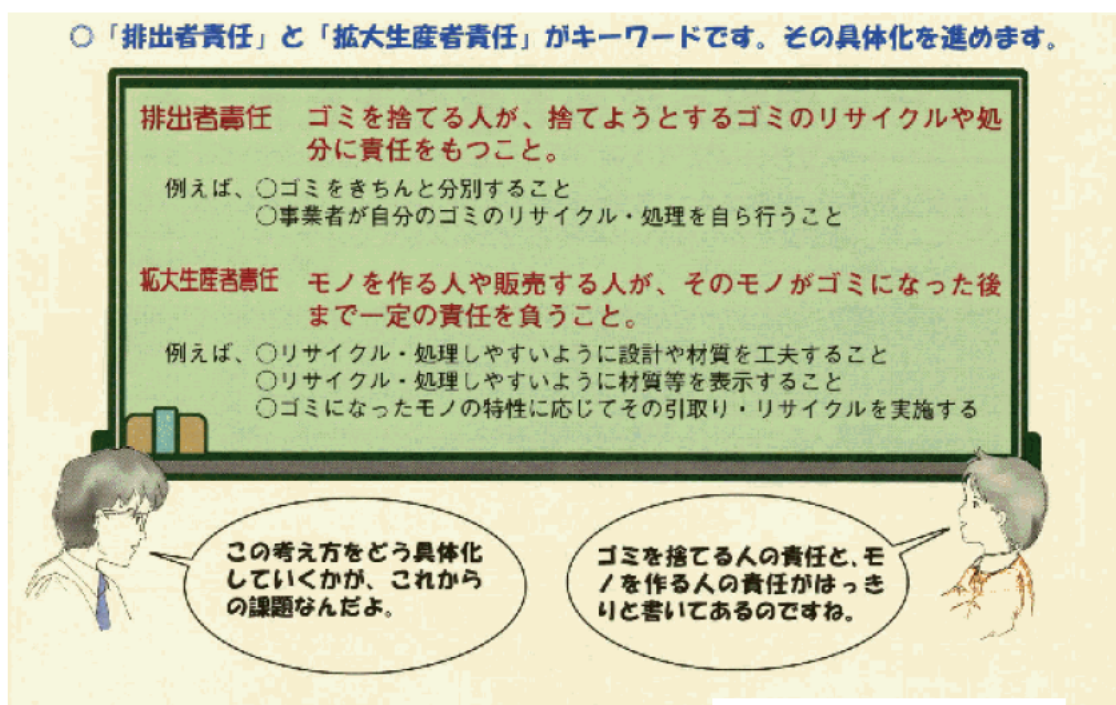 ○「排出者責任」と「拡大生産者責任」がキーワードです。その具体化を進めます。
排出者責任 ゴミを捨てる人が、捨てようとするゴミのリサイクルや処
分に責任をもつこと。
例えば、○ゴミをきちんと分別すること
○事業者が自分のゴミのリサイクル・処理を自ら行うこと
拡大生産者責任 モノを作る人や販売する人が、そのモノがゴミになった後
まで一定の責任を負うこと。
例えば、○リサイクル・処理しやすいように設計や材質を工夫すること
○リサイクル・処理しやすいように材質等を表示すること
○ゴミになったモノの特性に応じてその引取り・リサイクルを実施する
この考え方をどう具体化
していくかが、これから
の課題なんだよ。
ゴミを捨てる人の責任と、モ
ノを作る人の責任がはっき
りと書いてあるのですね。